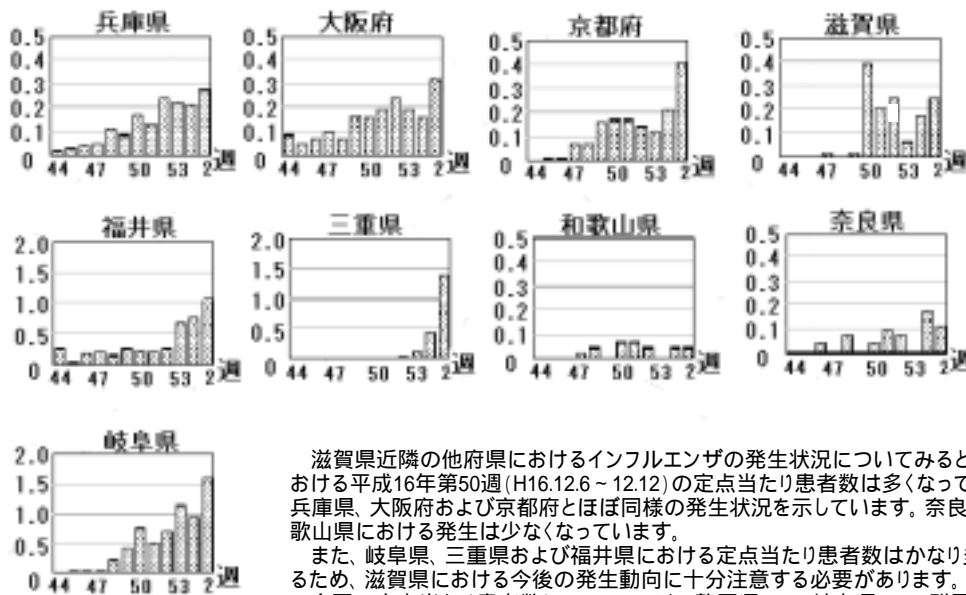 兵庫県 大阪府 京都府 滋賀県
0.5 0.5 0.5 0.5
0.4 0.4 0.4 0.4
0.3 0.3 0.3 0.3
0.2 0.2 0.2 0.2
0.1 0.1 0.1 0.1
0 0 0 0
44 47 50 53 2週 44 47 50 53 2週 44 47 50 53 2週 44 47 50 53 2週
福井県 三重県 和歌山県 奈良県
2.0 2.0 0.5 0.5
1.5 1.5 0.4 0.4
1.0 1.0 0.3 0.3
0.5 0.5 0.2 0.2
0.1 0.1
0 0 0 0
44 47 50 53 2週 44 47 50 53 2週 44 47 50 53 2週 44 47 50 53 2週
岐阜県
2.0
1.5
1.0
0.5
0
44 47 50 53 2週
滋賀県近隣の他府県におけるインフルエンザの発生状況についてみると
おける平成16年第50週(H16.12.6~12.12)の定点当たり患者数は多くなって
兵庫県、大阪府および京都府とほぼ同様の発生状況を示しています。奈良
歌山県における発生は少なくなっています。
また、岐阜県、三重県および福井県における定点当たり患者数はかなり
るため、滋賀県における今後の発生動向に十分注意する必要があります。